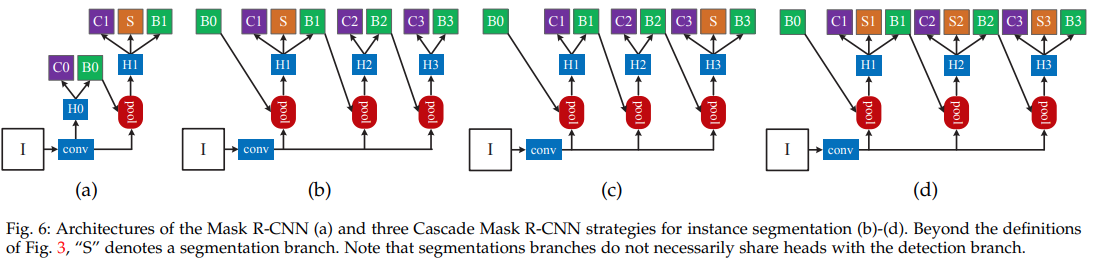 C1 S B1 B0 C1 S B1 C2 B2 C3 B3 B0 C1 B1 C2 B2 C3 S B3 B0 C1 S1 B1 C2 S2 B2 C3 S3 B3
C0 B0 H1 H1 H2 H3 H1 H2 H3 H1 H2 H3
H0 pool pool pool pool pool pool pool pool pool pool
I conv I conv I conv I conv
(a) (b) (c) (d)
Fig. 6: Architectures of the Mask R-CNN (a) and three Cascade Mask R-CNN strategies for instance segmentation (b)-(d). Beyond the definitions
of Fig. 3, “S” denotes a segmentation branch. Note that segmentations branches do not necessarily share heads with the detection branch.